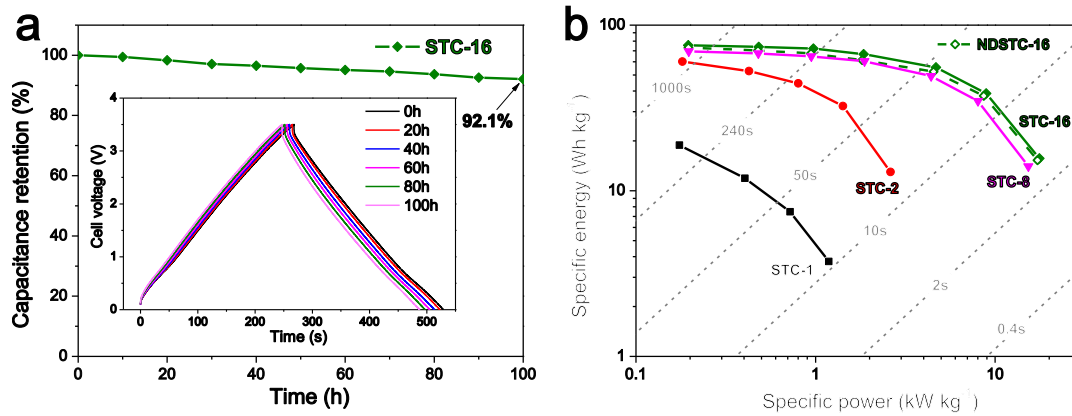 a
Capacitance retention (%)
100
80
60
40
20
0
STC-16
92.1%
Cell voltage (V)
4
3
2
1
0
0h
20h
40h
60h
80h
100h
0 100 200 300 400 500
Time (s)
0 20 40 60 80 100
Time (h)
b
Specific energy (Wh kg⁻
100
10
1
NDSTC-16
1000s
240s
50s
10s
2s
0.4s
STC-16
STC-8
STC-2
STC-1
0.1 1 10
Specific power (kW kg⁻